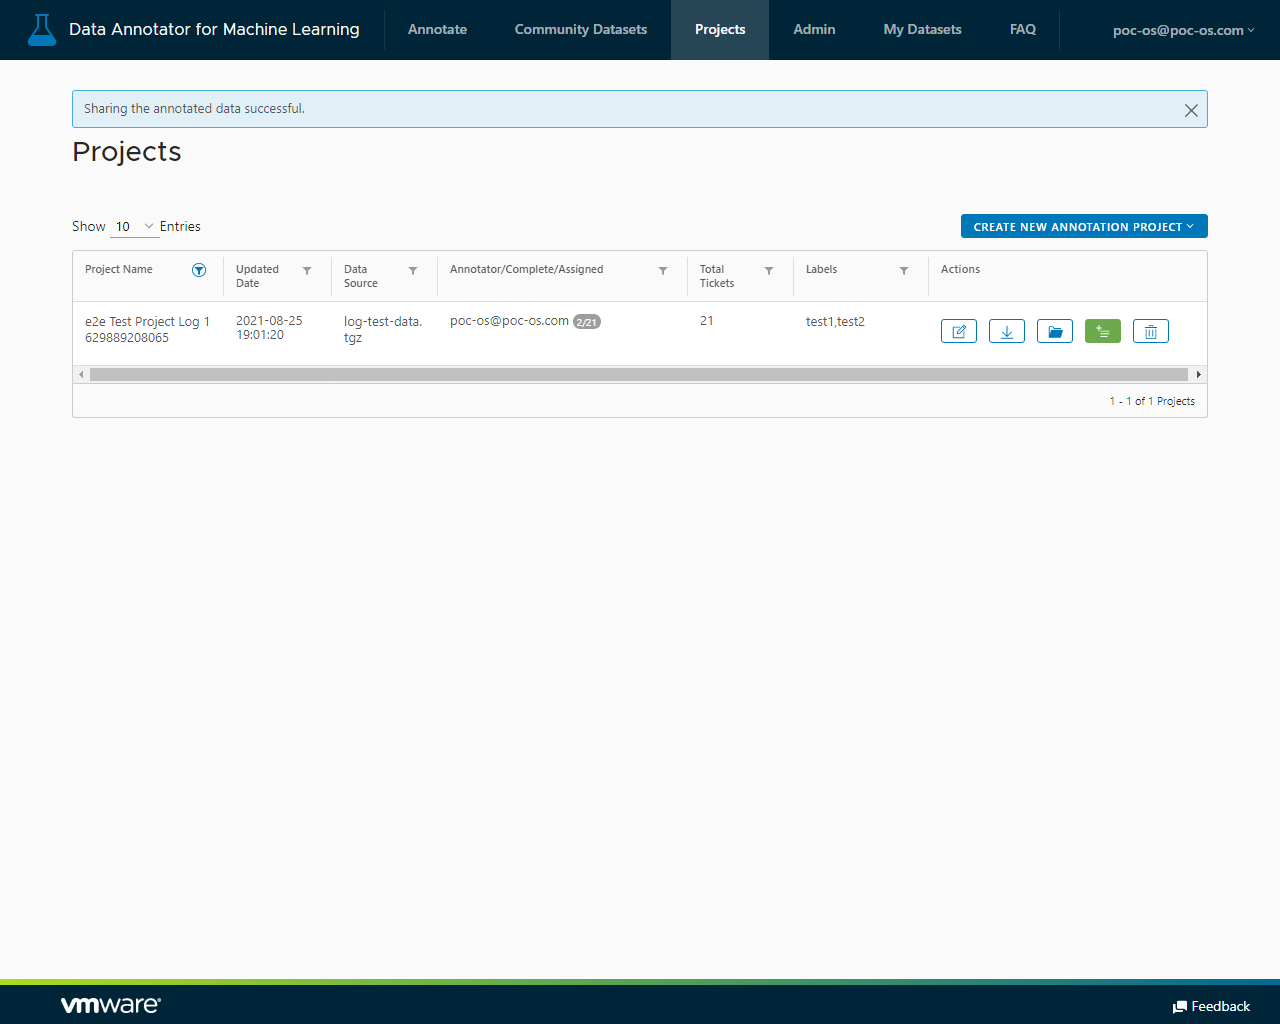 Data Annotator for Machine Learning
Annotate
Community Datasets
Projects
Admin
My Datasets
FAQ
poc-os@poc-os.com
Sharing the annotated data successful.
Projects
Show 10 Entries
CREATE NEW ANNOTATION PROJECT
Project Name
Updated
Date
Data
Source
Annotator/Complete/Assigned
Total
Tickets
Labels
Actions
e2e Test Project Log 1
629889208065
2021-08-25
19:01:20
log-test-data.
tgz
poc-os@poc-os.com 2/21
21
test1,test2
1 - 1 of 1 Projects
vmware®
Feedback